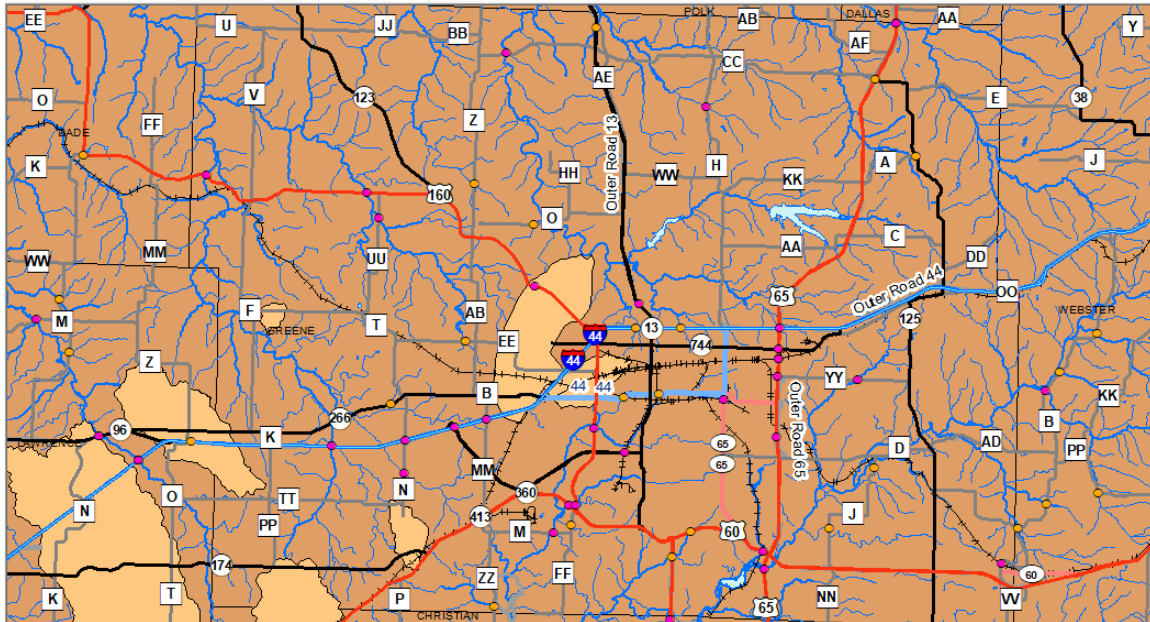 EE
U
JJ
BB
POLK
AB
DALLAS
AA
Y
AF
CC
AE
O
V
123
Z
E
38
FF
DADE
K
Outer Road 13
HH
WW
H
KK
A
J
160
O
MM
UU
AA
C
WW
DD
OO
65
Outer Road 44
M
F
GREENE
T
AB
44
13
125
WEBSTER
Z
EE
44
744
44
44
YY
Outer Road 65
B
KK
B
266
96
LAWRENCE
K
65
65
D
AD
PP
MM
N
360
N
O
TT
PP
413
M
60
J
174
FF
60
K
T
P
ZZ
CHRISTIAN
65
NN
VV